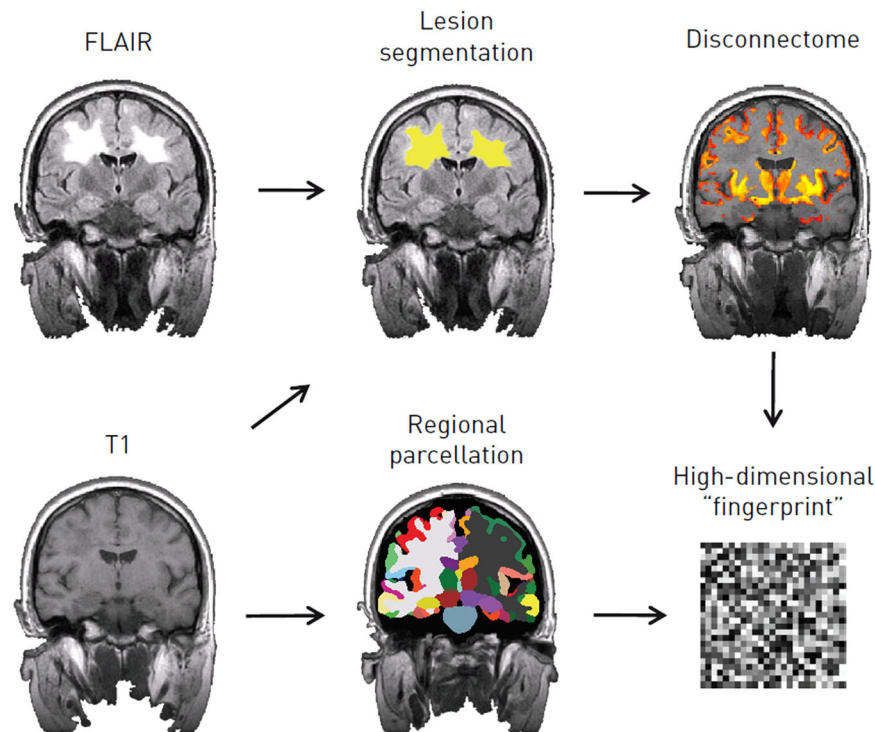 FLAIR
Lesion
segmentation
Disconnectome
T1
Regional
parcellation
High-dimensional
“fingerprint”